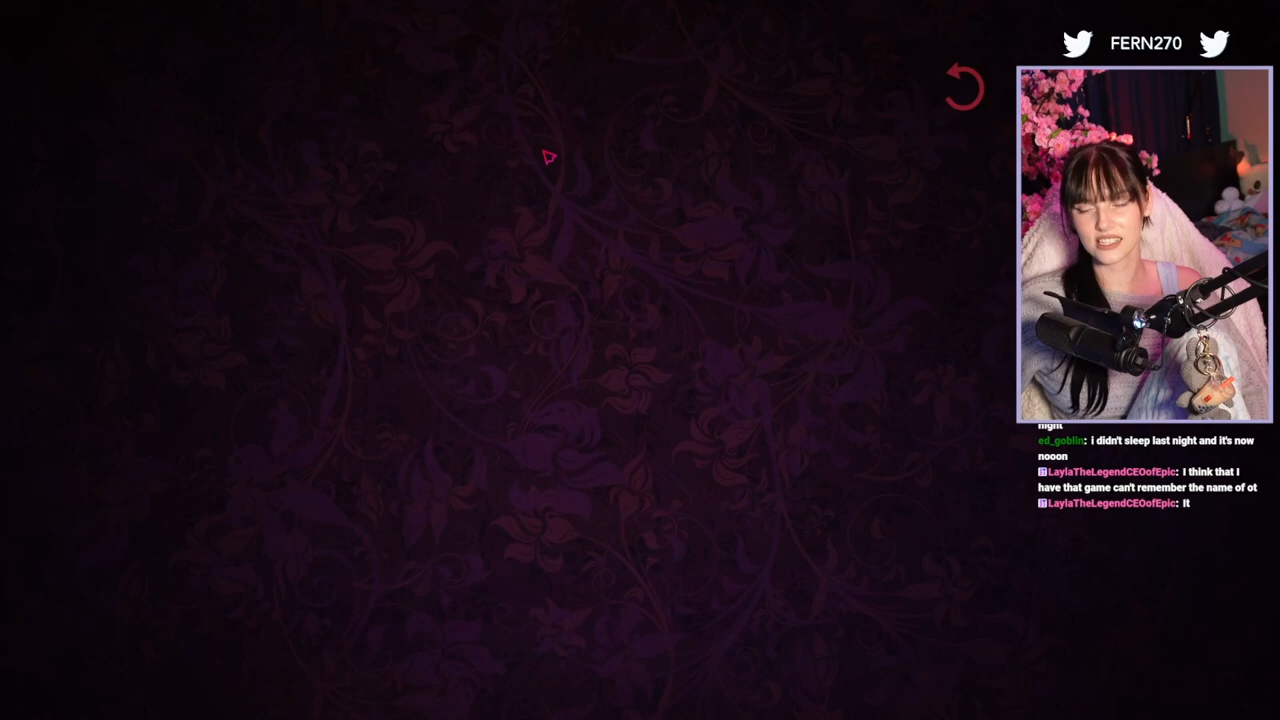 FERN270
night
ed_goblin: i didn't sleep last night and it's now
nooon
LaylaTheLegendCEOofEpic: I think that I
have that game can't remember the name of ot
LaylaTheLegendCEOofEpic: It